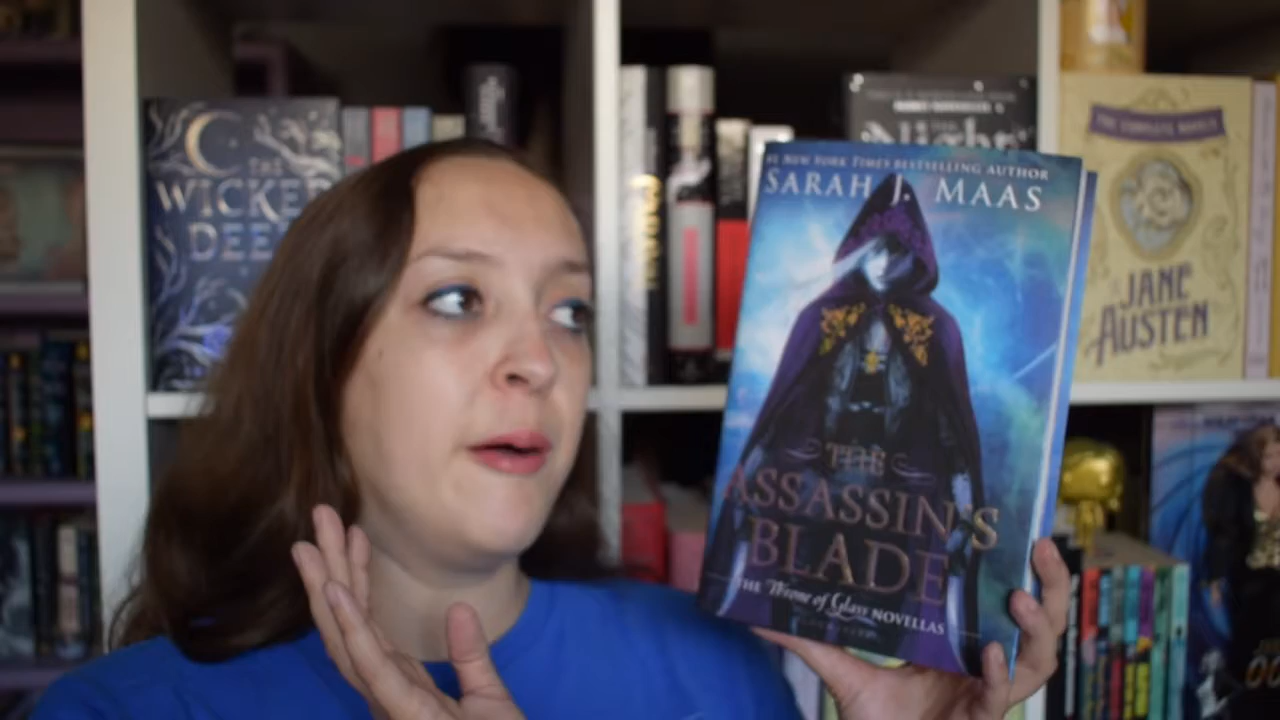 THE
WICKED
DEEP
#1 NEW YORK TIMES BESTSELLING AUTHOR
SARAH J. MAAS
THE
ASSASSIN'S
BLADE
THE Throne of Glass NOVELLAS
JANE
AUSTEN